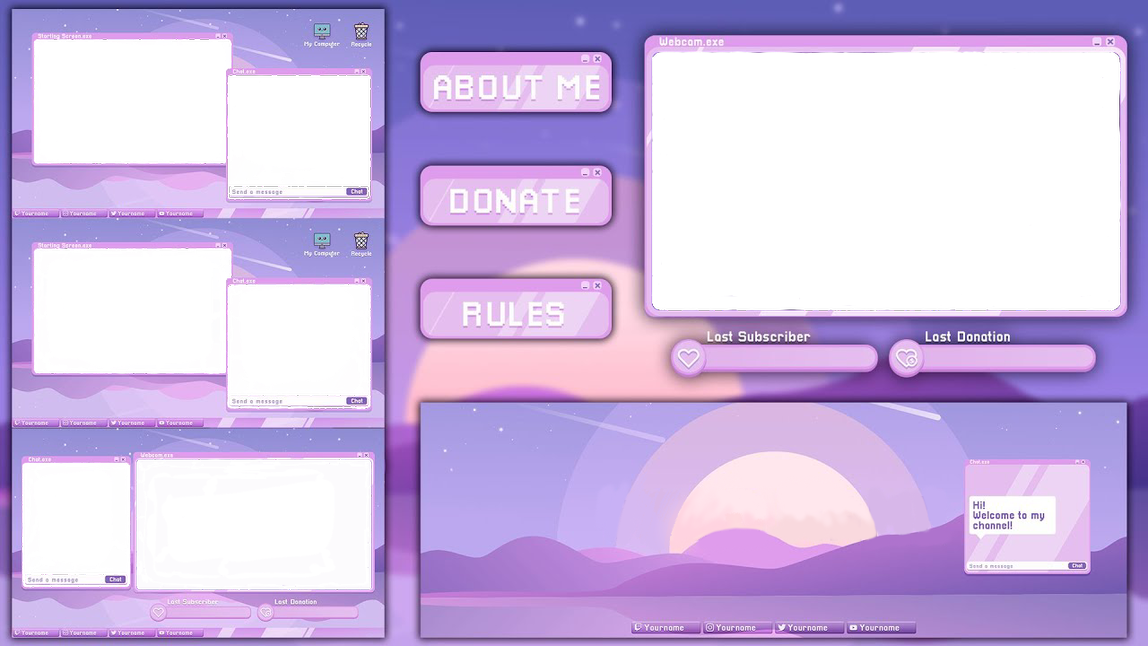 Starting Screen.exe
My Computer
Recycle
Chat.exe
Send a message
Chat
Yourname
Yourname
Yourname
Yourname
Starting Screen.exe
My Computer
Recycle
Chat.exe
Send a message
Chat
Yourname
Yourname
Yourname
Yourname
Chat.exe
Webcam.exe
Send a message
Chat
Last Subscriber
Last Donation
Yourname
Yourname
Yourname
Yourname
ABOUT ME
DONATE
RULES
Webcam.exe
Last Subscriber
Last Donation
Chat.exe
Hi!
Welcome to my
channel!
Send a message
Chat
Yourname
Yourname
Yourname
Yourname